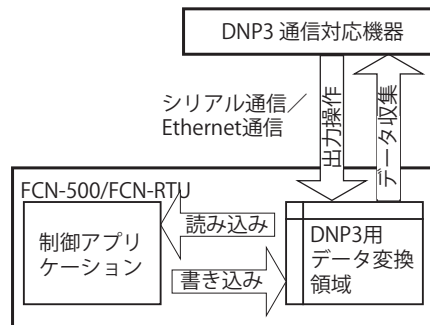 DNP3 通信対応機器
シリアル通信／
Ethernet通信
出力操作
データ収集
FCN-500/FCN-RTU
制御アプリ
ケーション
読み込み
書き込み
DNP3用
データ変換
領域